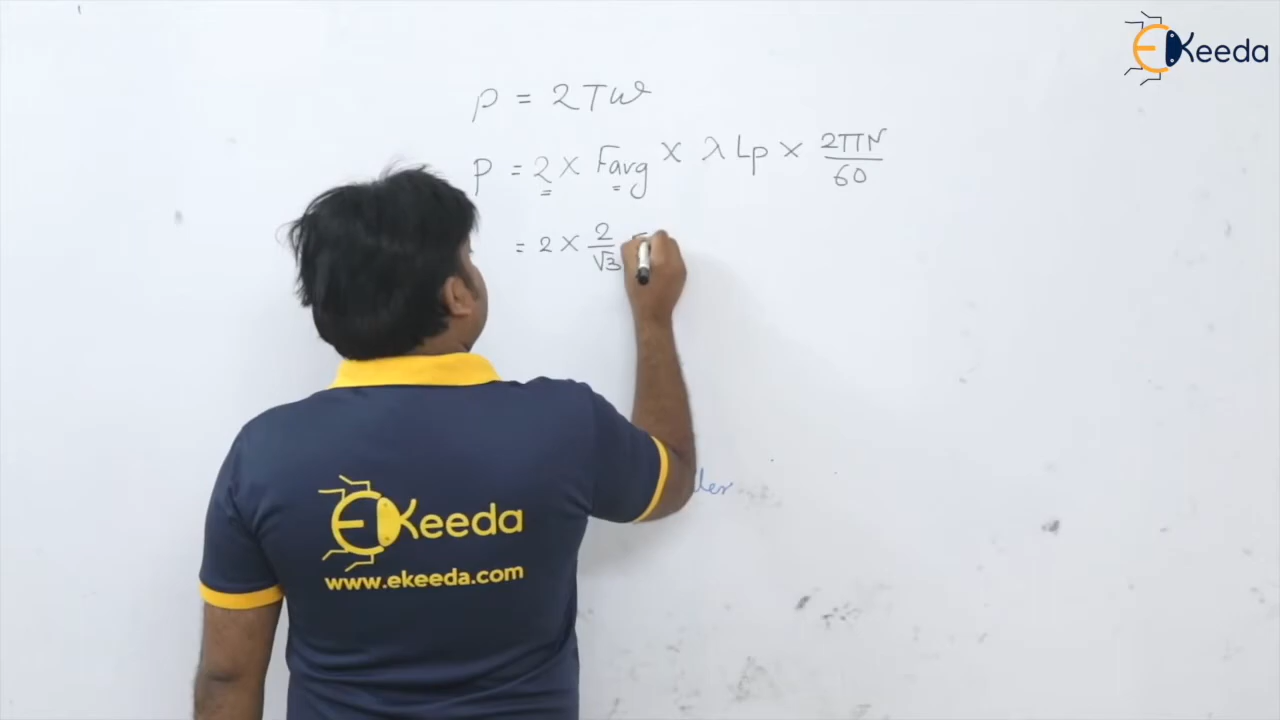 EKeeda
P = 2Tω
P = 2 × Favg × λ Lp × 2πN/60
= 2 × 2/√3
EKeeda
www.ekeeda.com